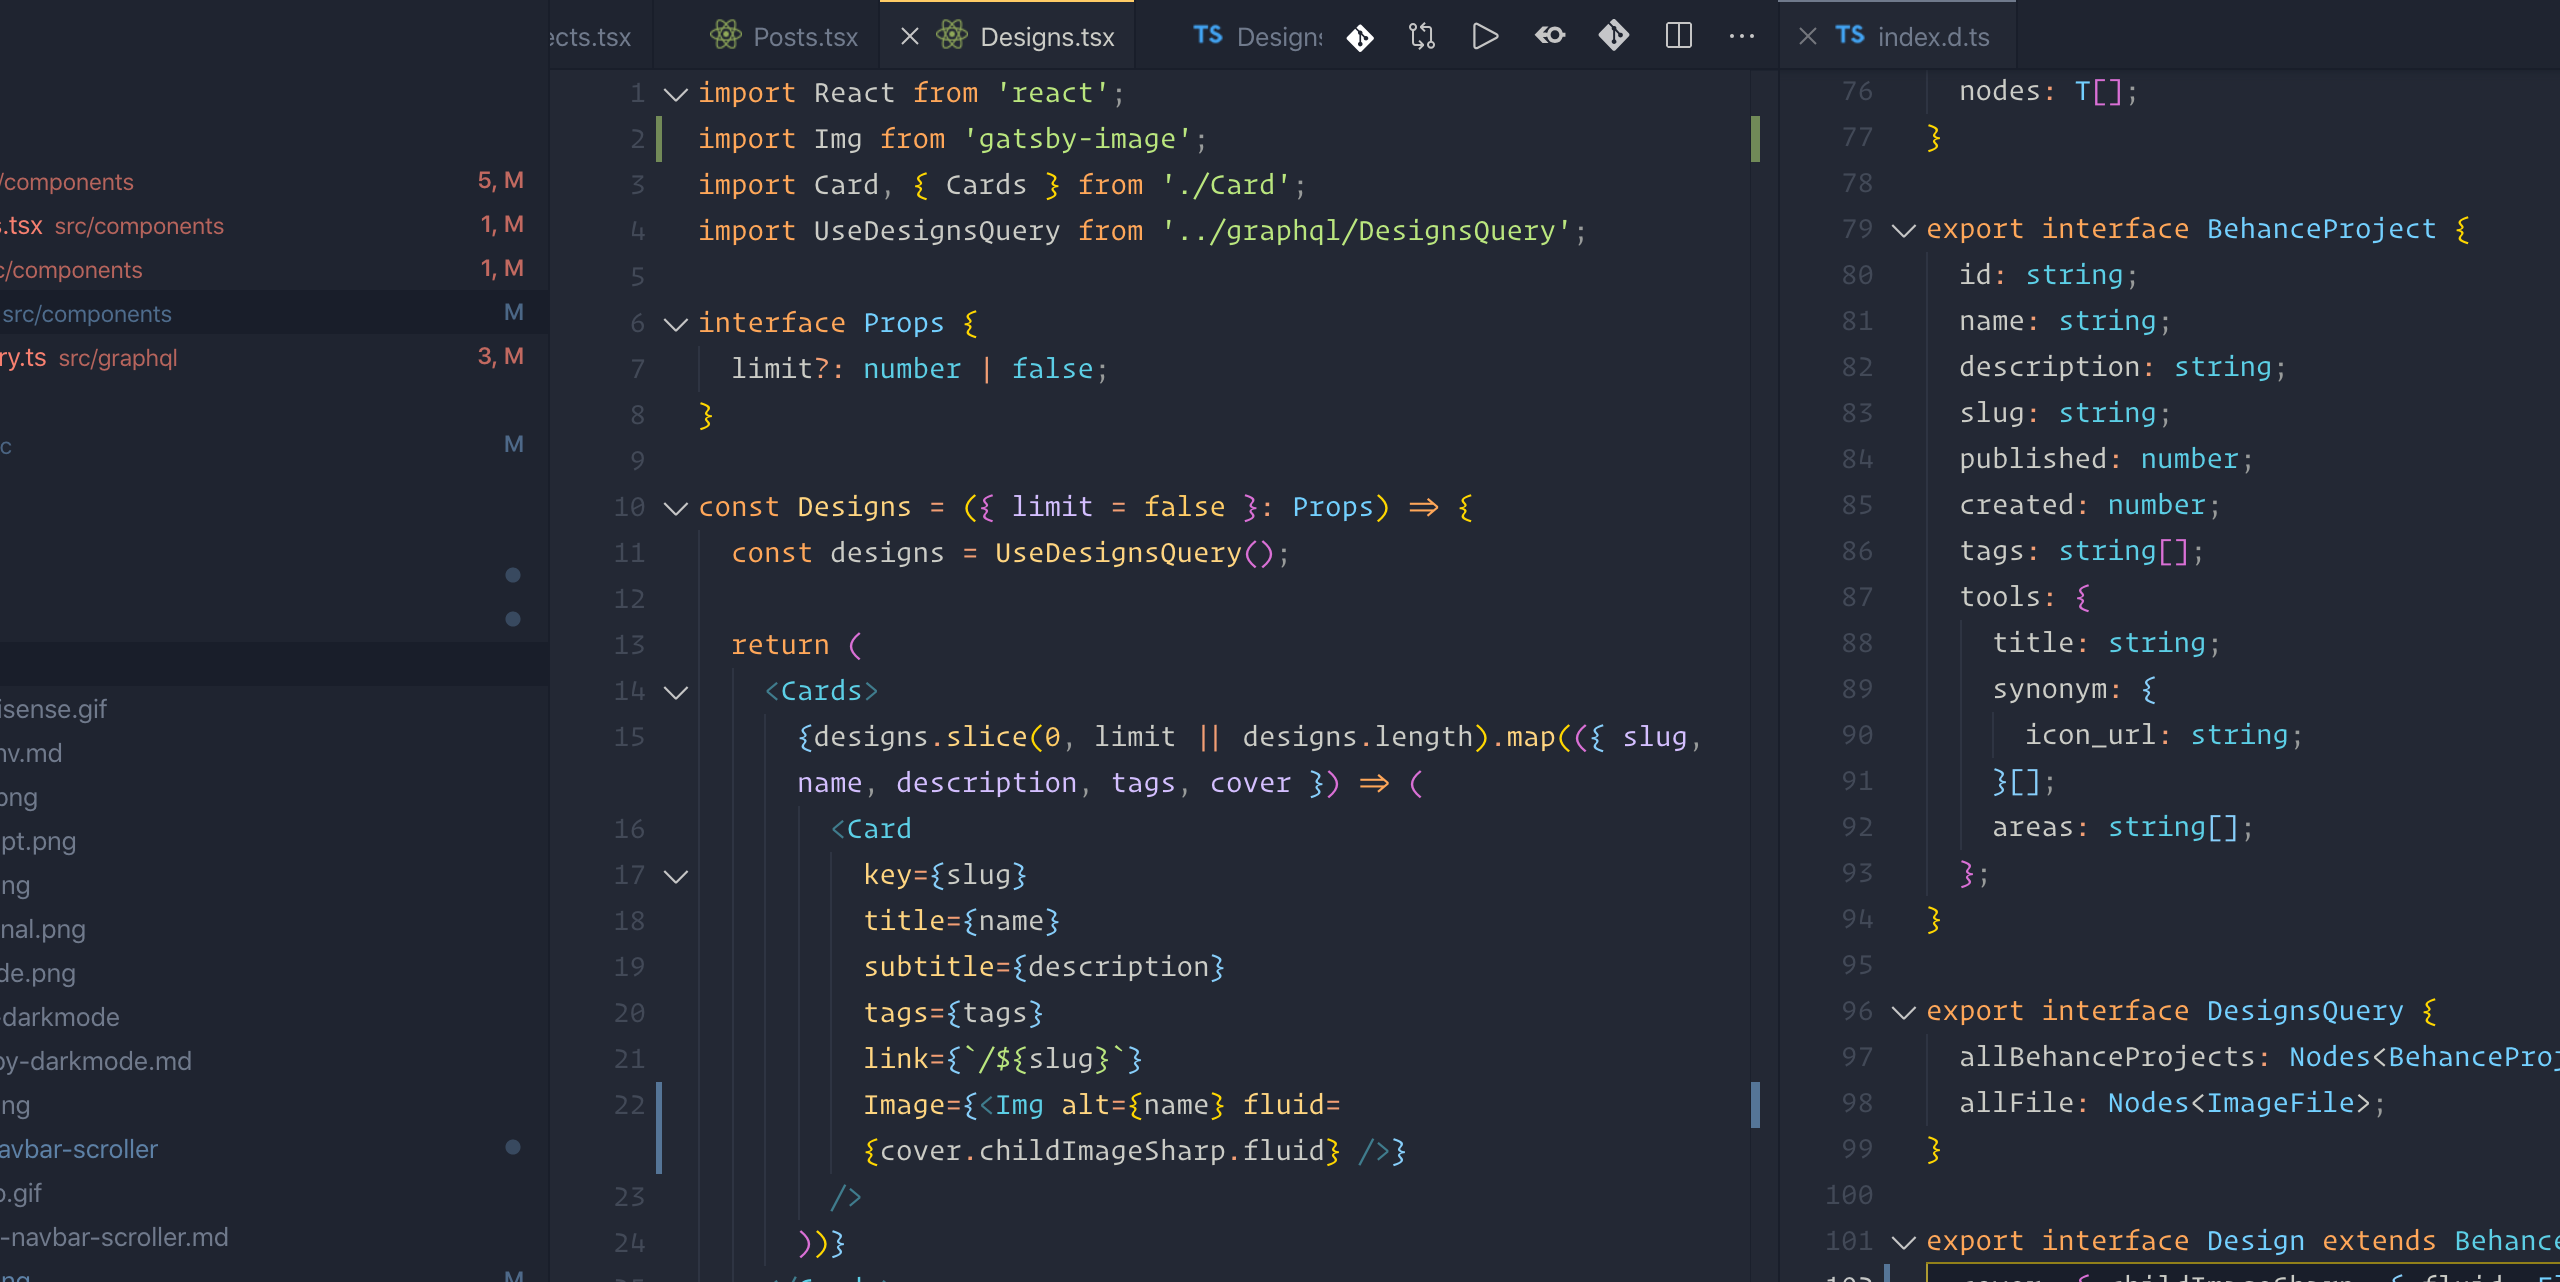 ects.tsx
Posts.tsx
Designs.tsx
TS Designs
TS index.d.ts
/components 5, M
s.tsx src/components 1, M
c/components 1, M
src/components M
ry.ts src/graphql 3, M
c M
isense.gif
nv.md
png
pt.png
ng
nal.png
de.png
-darkmode
by-darkmode.md
ng
avbar-scroller
o.gif
-navbar-scroller.md
ng M
1 import React from 'react';
2 import Img from 'gatsby-image';
3 import Card, { Cards } from './Card';
4 import UseDesignsQuery from '../graphql/DesignsQuery';
5
6 interface Props {
7 limit?: number | false;
8 }
9
10 const Designs = ({ limit = false }: Props) => {
11 const designs = UseDesignsQuery();
12
13 return (
14 <Cards>
15 {designs.slice(0, limit || designs.length).map(({ slug,
name, description, tags, cover }) => (
16 <Card
17 key={slug}
18 title={name}
19 subtitle={description}
20 tags={tags}
21 link={`/${slug}`}
22 Image={<Img alt={name} fluid=
{cover.childImageSharp.fluid} />}
23 />
24 ))}
76 nodes: T[];
77 }
78
79 export interface BehanceProject {
80 id: string;
81 name: string;
82 description: string;
83 slug: string;
84 published: number;
85 created: number;
86 tags: string[];
87 tools: {
88 title: string;
89 synonym: {
90 icon_url: string;
91 }[];
92 areas: string[];
93 };
94 }
95
96 export interface DesignsQuery {
97 allBehanceProjects: Nodes<BehanceProj
98 allFile: Nodes<ImageFile>;
99 }
100
101 export interface Design extends Behance